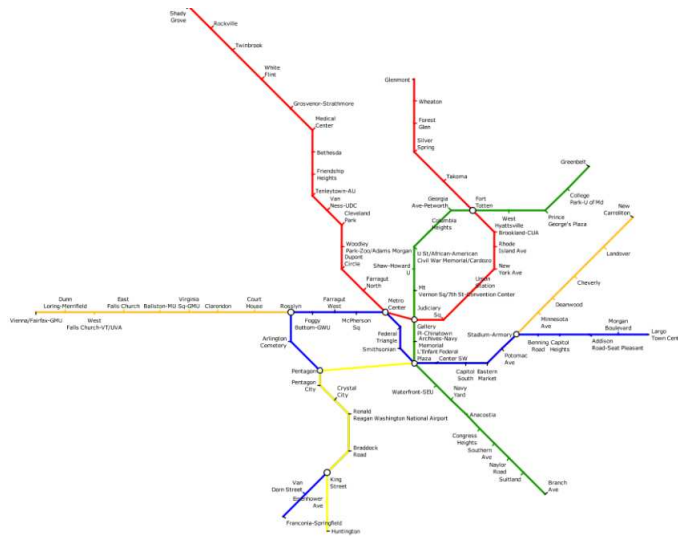 Shady
Grove
Rockville
Twinbrook
White
Flint
Grosvenor-Strathmore
Medical
Center
Bethesda
Friendship
Heights
Tenleytown-AU
Van
Ness-UDC
Cleveland
Park
Woodley
Park-Zoo/Adams Morgan
Dupont
Circle
Farragut
North
Metro
Center
Glenmont
Wheaton
Forest
Glen
Silver
Spring
Takoma
Fort
Totten
Brookland-CUA
Rhode
Island Ave
New
York Ave
Union
Station
Judiciary
Sq
Gallery
Pl-Chinatown
Greenbelt
College
Park-U of Md
Prince
George's Plaza
West
Hyattsville
Georgia
Ave-Petworth
Columbia
Heights
U St/African-American
Civil War Memorial/Cardozo
Shaw-Howard
U
Mt
Vernon Sq/7th St-Convention Center
Archives-Navy
Memorial
L'Enfant
Plaza
Waterfront-SEU
Navy
Yard
Anacostia
Congress
Heights
Southern
Ave
Naylor
Road
Suitland
Branch
Ave
New
Carrollton
Landover
Cheverly
Deanwood
Minnesota
Ave
Stadium-Armory
Benning
Road
Capitol
Heights
Addison
Road-Seat Pleasant
Morgan
Boulevard
Largo
Town Cent
Potomac
Ave
Eastern
Market
Capitol
South
Federal
Center SW
Smithsonian
Federal
Triangle
McPherson
Sq
Farragut
West
Foggy
Bottom-GWU
Rosslyn
Court
House
Clarendon
Virginia
Sq-GMU
Ballston-MU
East
Falls Church
West
Falls Church-VT/UVA
Dunn
Loring-Merrifield
Vienna/Fairfax-GMU
Arlington
Cemetery
Pentagon
Pentagon
City
Crystal
City
Ronald
Reagan Washington National Airport
Braddock
Road
King
Street
Van
Dorn Street
Eisenhower
Ave
Franconia-Springfield
Huntington